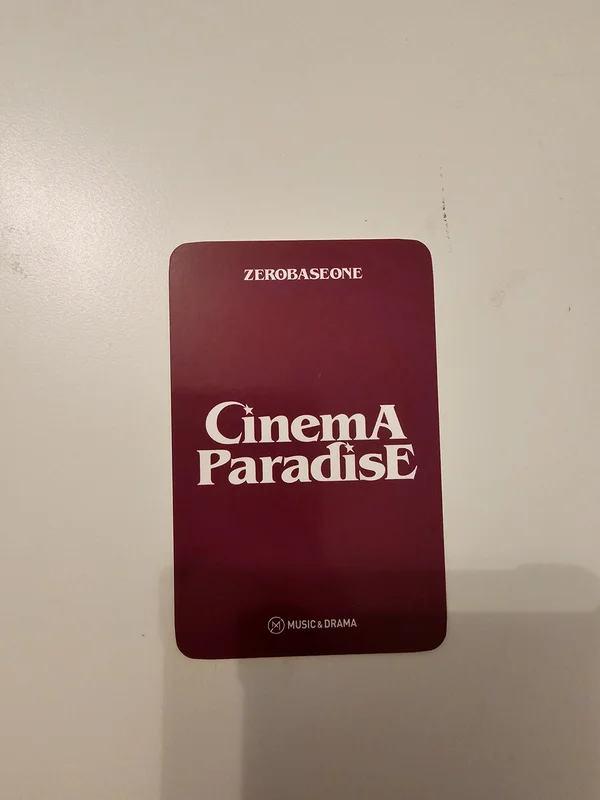 ZEROBASEONE
CinemA
ParadisE
MUSIC & DRAMA